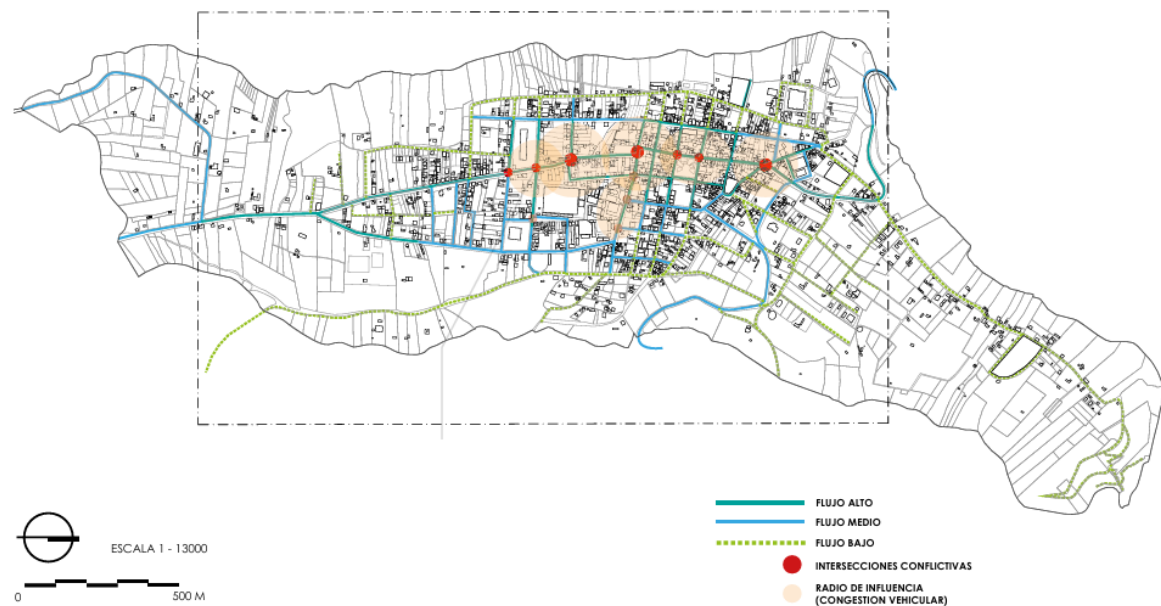 FLUJO ALTO
FLUJO MEDIO
FLUJO BAJO
INTERSECCIONES CONFLICTIVAS
RADIO DE INFLUENCIA
(CONGESTION VEHICULAR)
ESCALA 1 - 13000
0 500 M